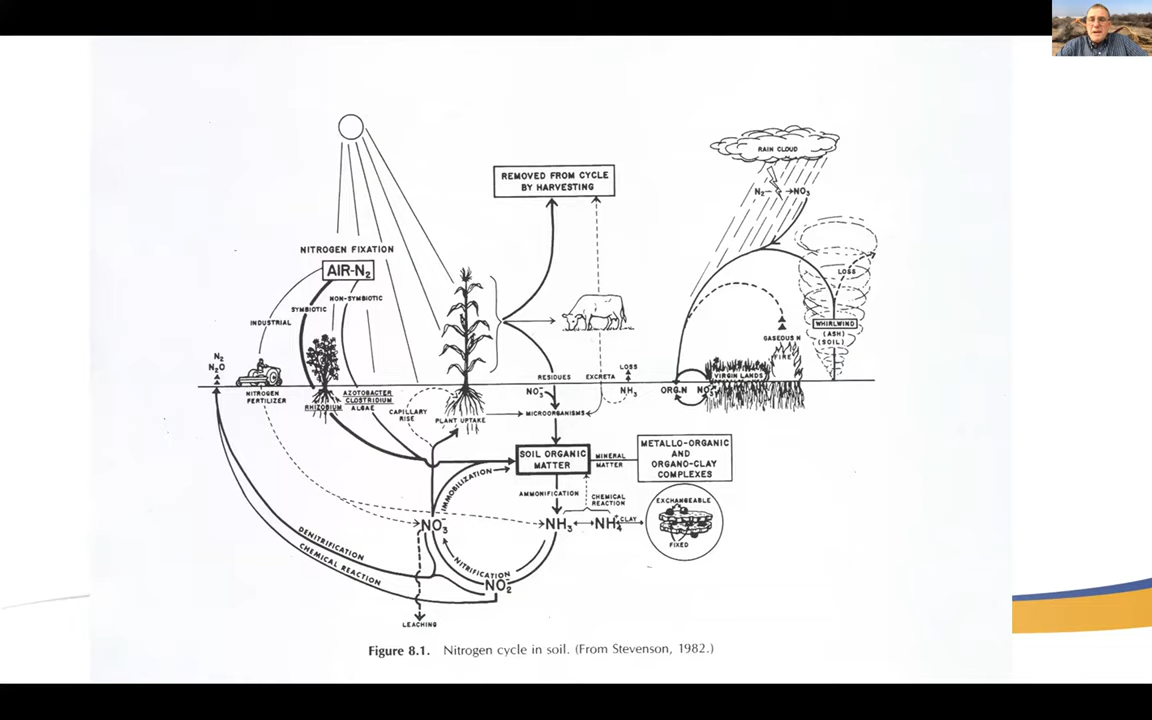 RAIN CLOUD
N₂ → NO₃
REMOVED FROM CYCLE
BY HARVESTING
NITROGEN FIXATION
AIR-N₂
NON-SYMBIOTIC
SYMBIOTIC
INDUSTRIAL
LOSS
WHIRLWIND
(ASH)
(SOIL)
GASEOUS N
FIRE
VIRGIN LANDS
N₂
N₂O
NITROGEN
FERTILIZER
RHIZOBIUM
AZOTOBACTER
CLOSTRIDIUM
ALGAE
CAPILLARY
RISE
PLANT UPTAKE
RESIDUES
EXCRETA
LOSS
NO₃⁻
NH₃
MICROORGANISMS
ORG.N
NO₃⁻
SOIL ORGANIC
MATTER
MINERAL
MATTER
METALLO-ORGANIC
AND
ORGANO-CLAY
COMPLEXES
IMMOBILIZATION
AMMONIFICATION
CHEMICAL
REACTION
NO₃⁻
NH₃
NH₄⁺
CLAY
EXCHANGEABLE
FIXED
DENITRIFICATION
CHEMICAL REACTION
NITRIFICATION
NO₂⁻
LEACHING
Figure 8.1. Nitrogen cycle in soil. (From Stevenson, 1982.)